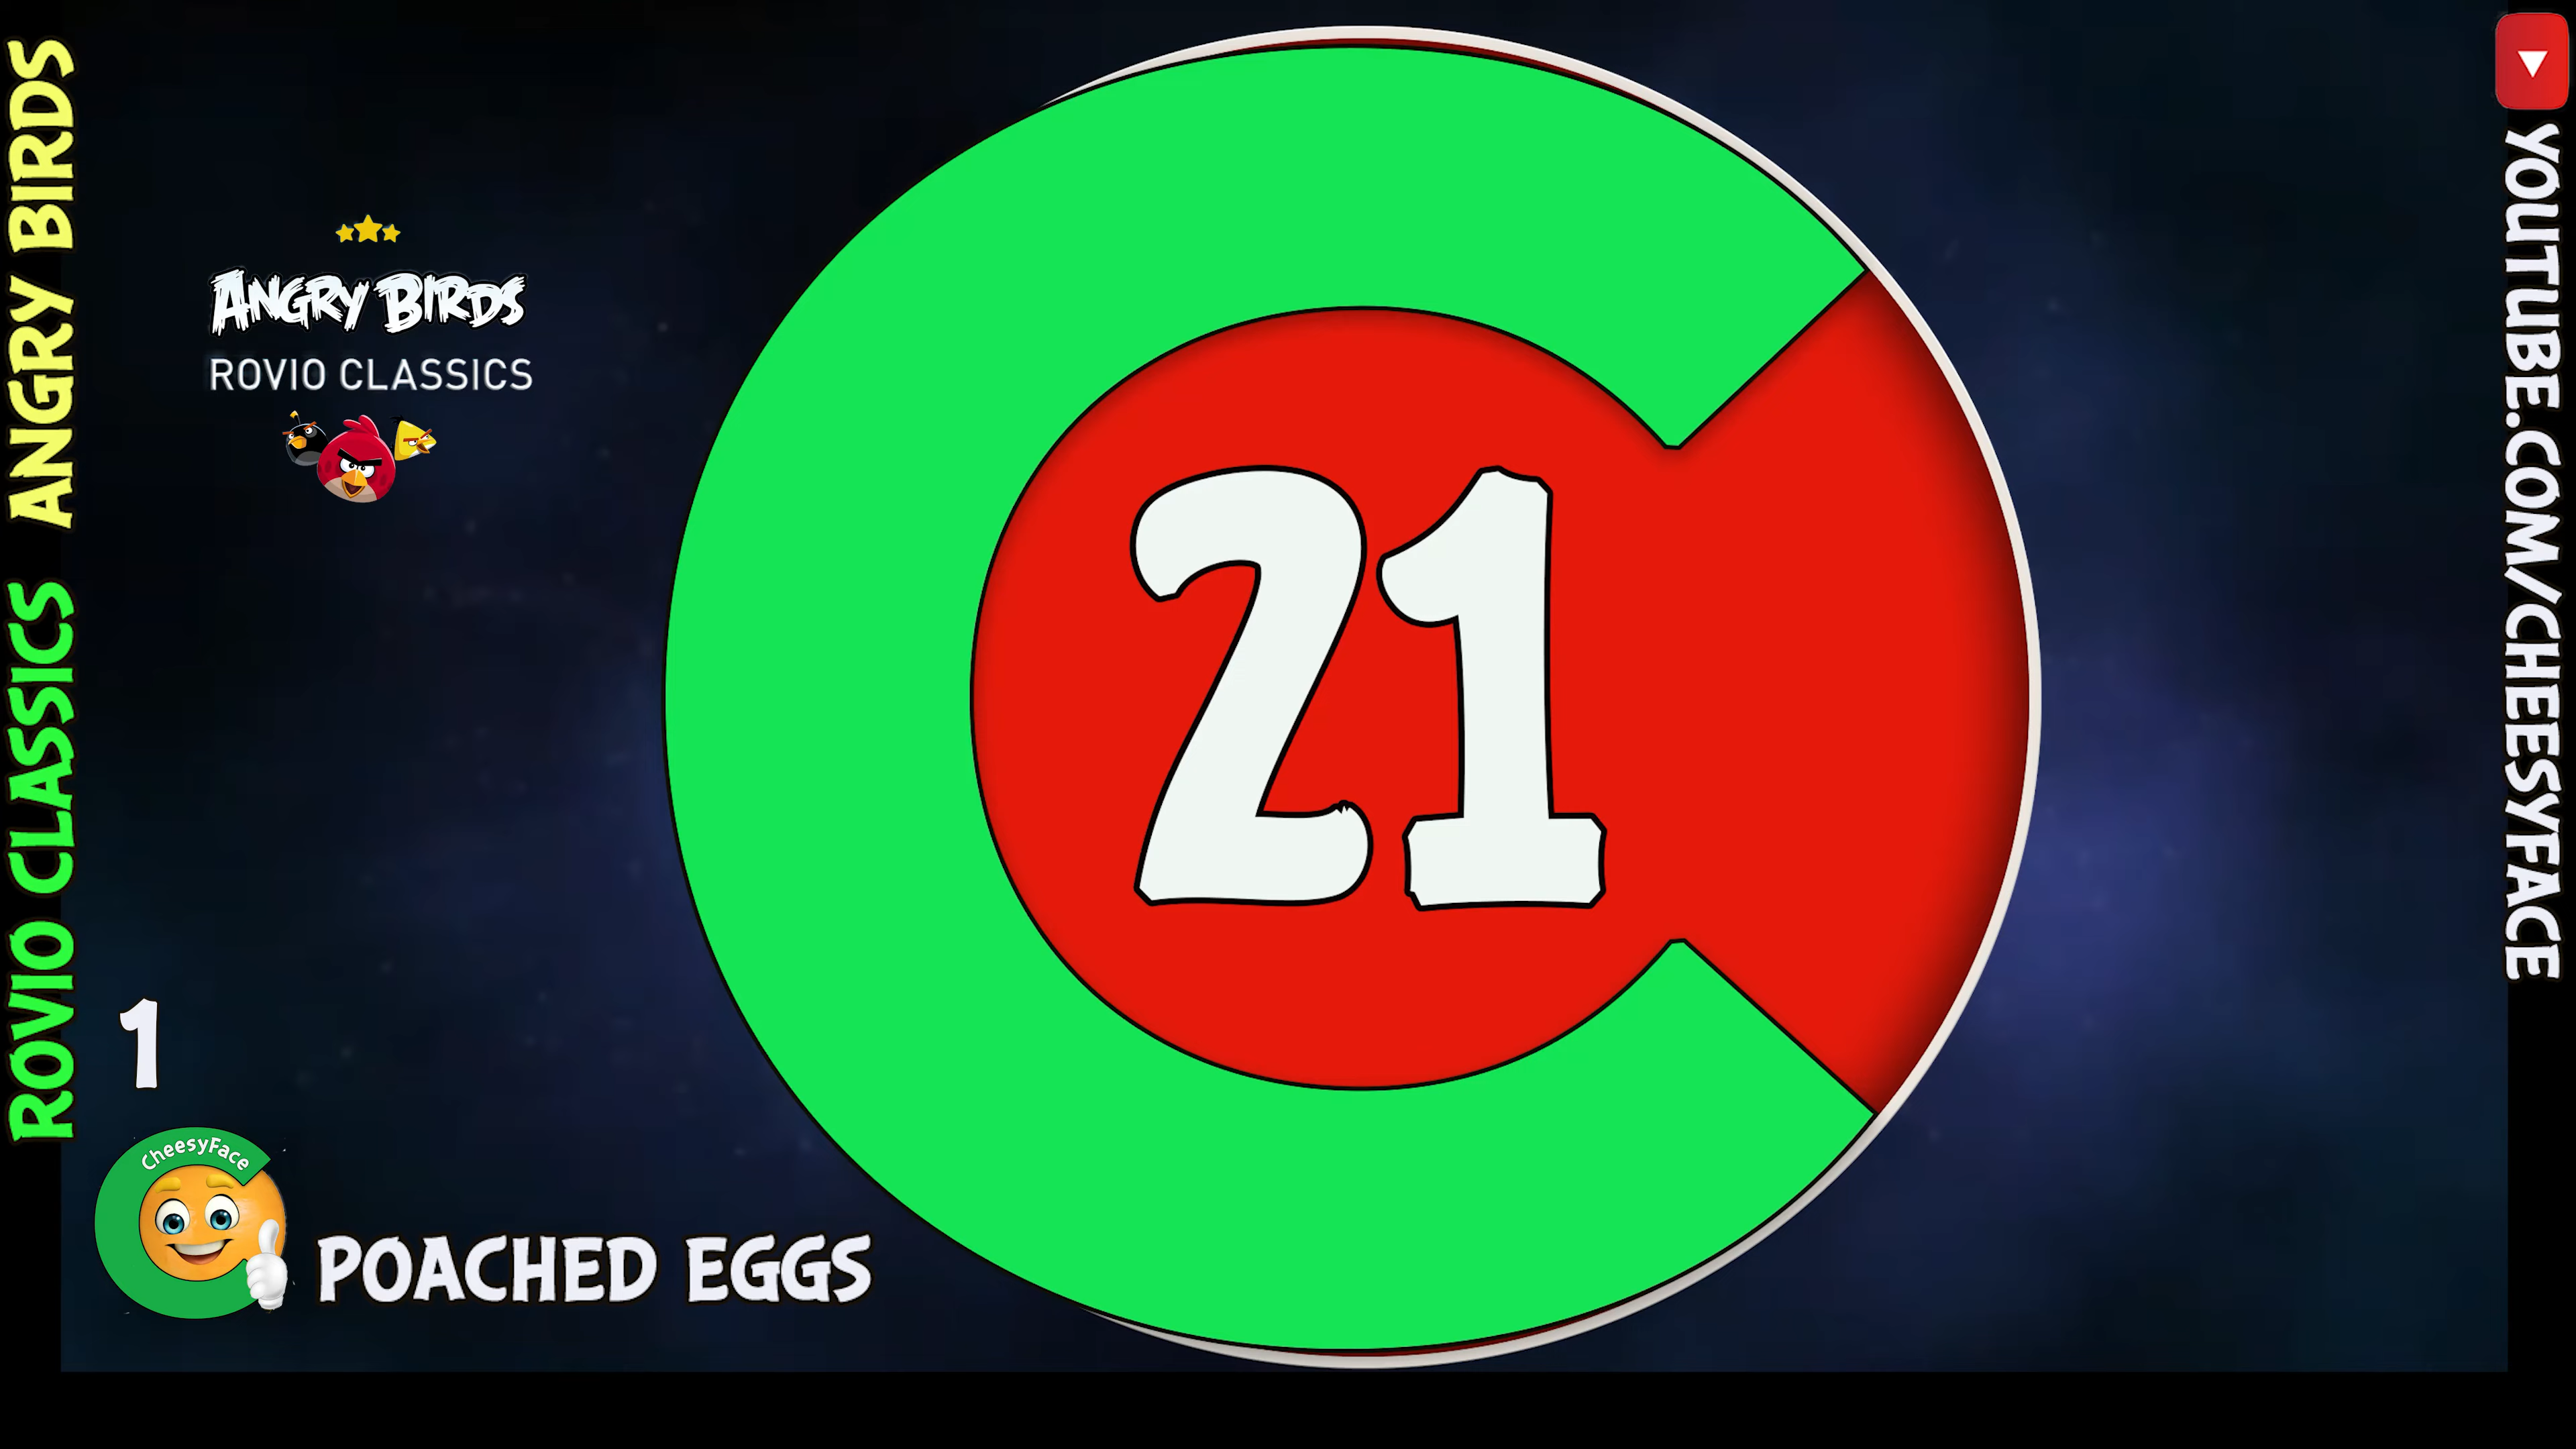 ROVIO CLASSICS ANGRY BIRDS
ANGRY BIRDS
ROVIO CLASSICS
21
1
CheesyFace
POACHED EGGS
YOUTUBE.COM/CHEESYFACE